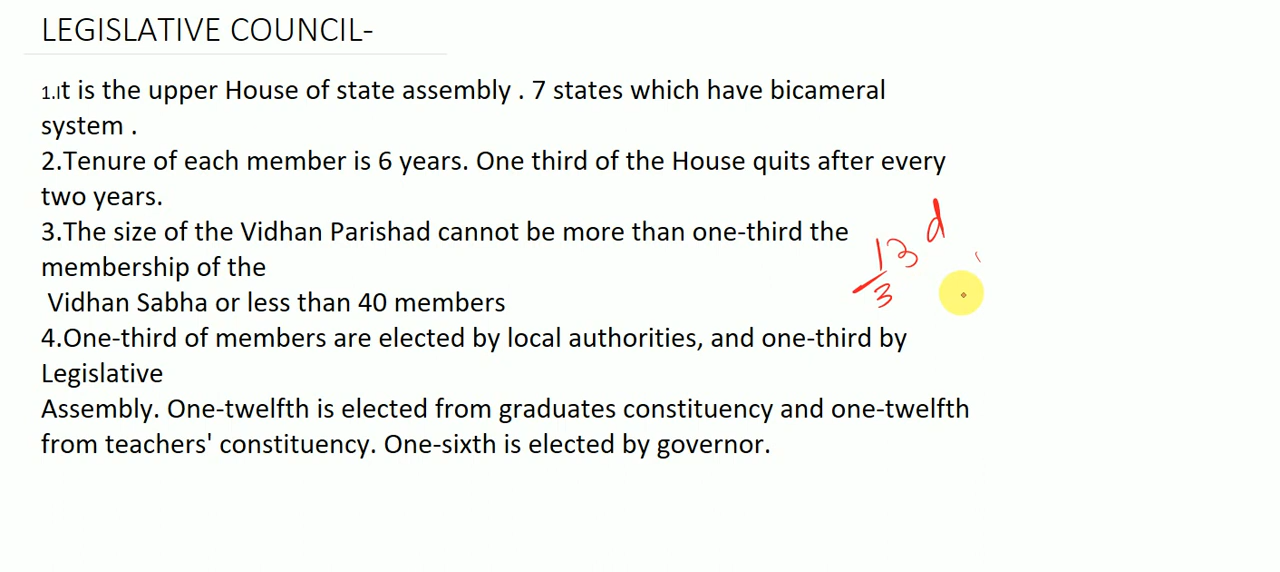 LEGISLATIVE COUNCIL-
1.It is the upper House of state assembly . 7 states which have bicameral
system .
2.Tenure of each member is 6 years. One third of the House quits after every
two years.
3.The size of the Vidhan Parishad cannot be more than one-third the
membership of the
Vidhan Sabha or less than 40 members
4.One-third of members are elected by local authorities, and one-third by
Legislative
Assembly. One-twelfth is elected from graduates constituency and one-twelfth
from teachers' constituency. One-sixth is elected by governor.